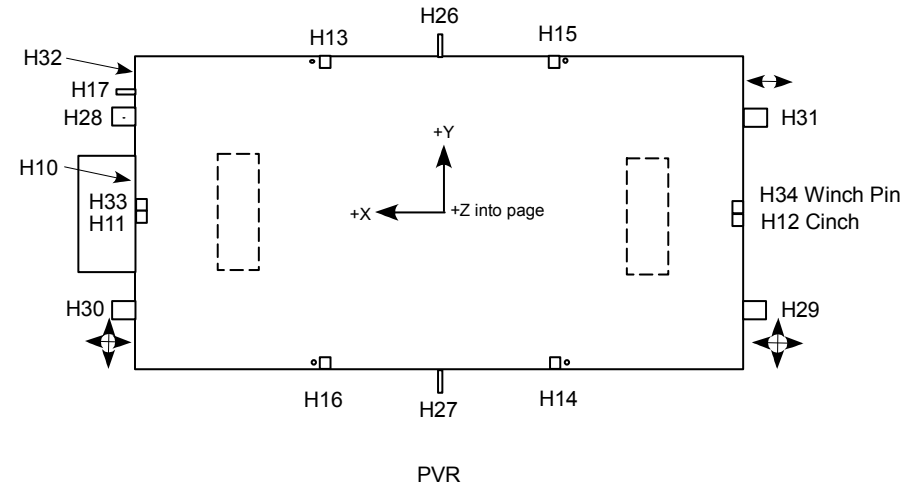 H26
H13
H15
H32
H17
H28
H31
+Y
H10
H33
H11
+X
+Z into page
H34 Winch Pin
H12 Cinch
H30
H29
H16
H27
H14
PVR